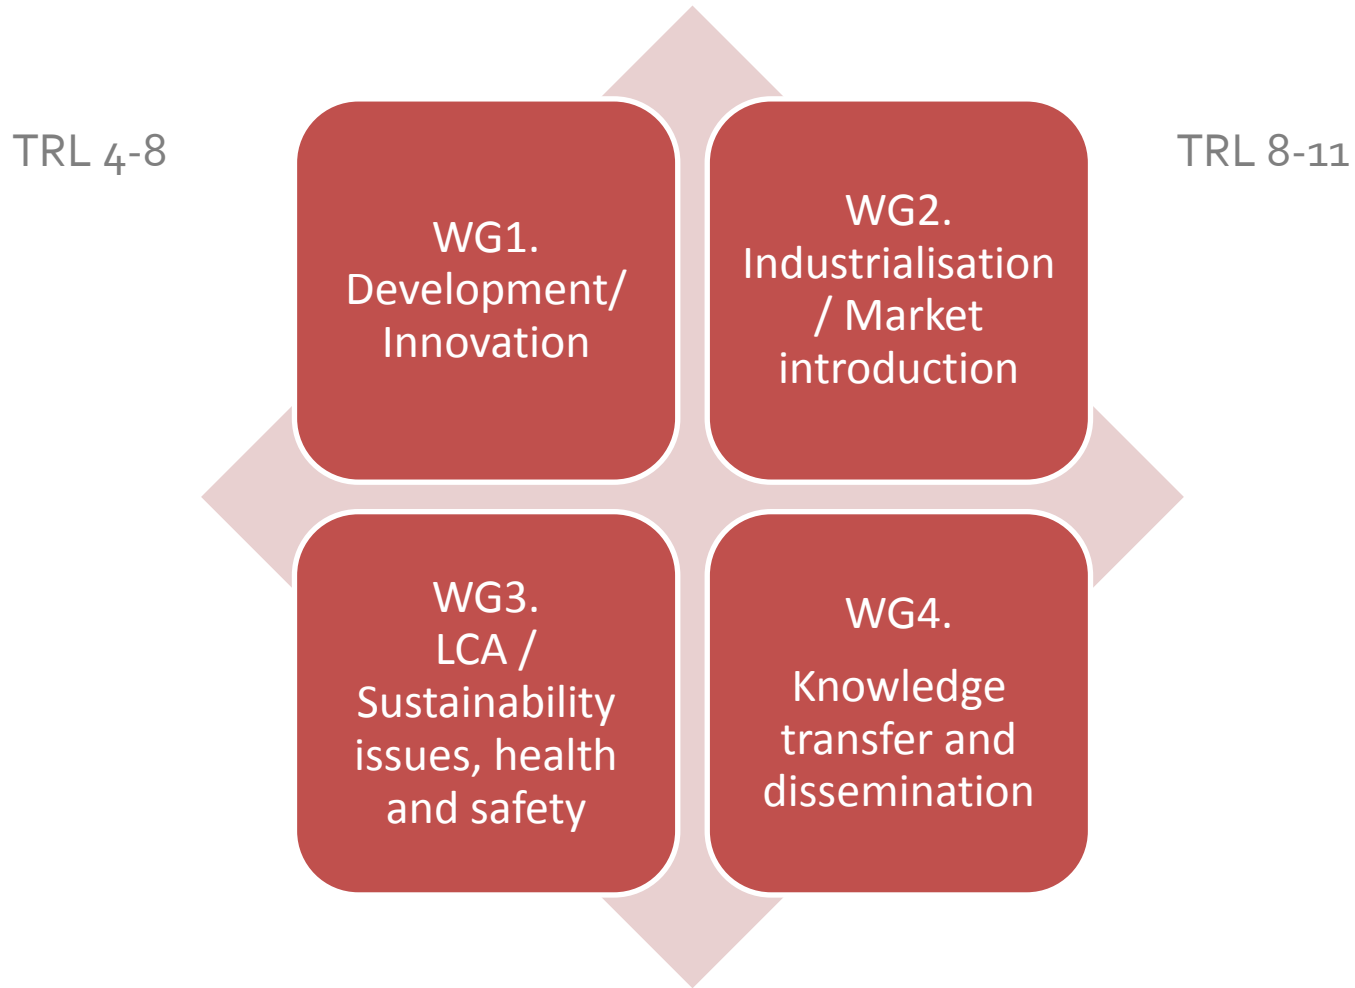 TRL 4-8
WG1.
Development/
Innovation
WG2.
Industrialisation
/ Market
introduction
TRL 8-11
WG3.
LCA /
Sustainability
issues, health
and safety
WG4.
Knowledge
transfer and
dissemination